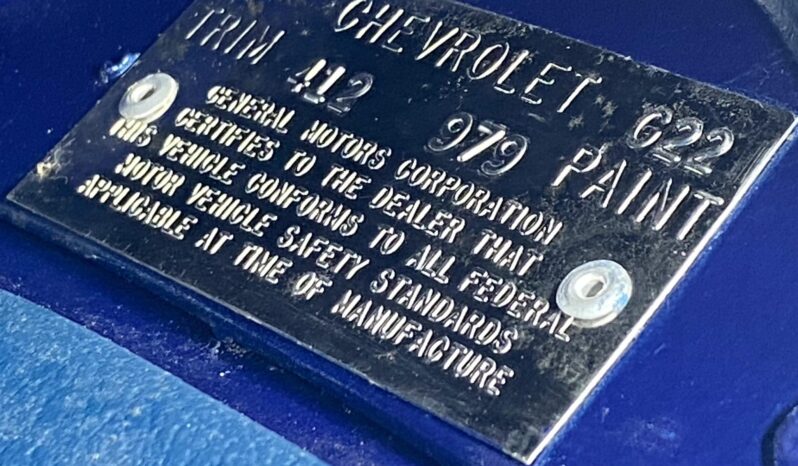 CHEVROLET
TRIM 412 979 G22 PAINT
GENERAL MOTORS CORPORATION
CERTIFIES TO THE DEALER THAT
THIS VEHICLE CONFORMS TO ALL FEDERAL
MOTOR VEHICLE SAFETY STANDARDS
APPLICABLE AT TIME OF MANUFACTURE